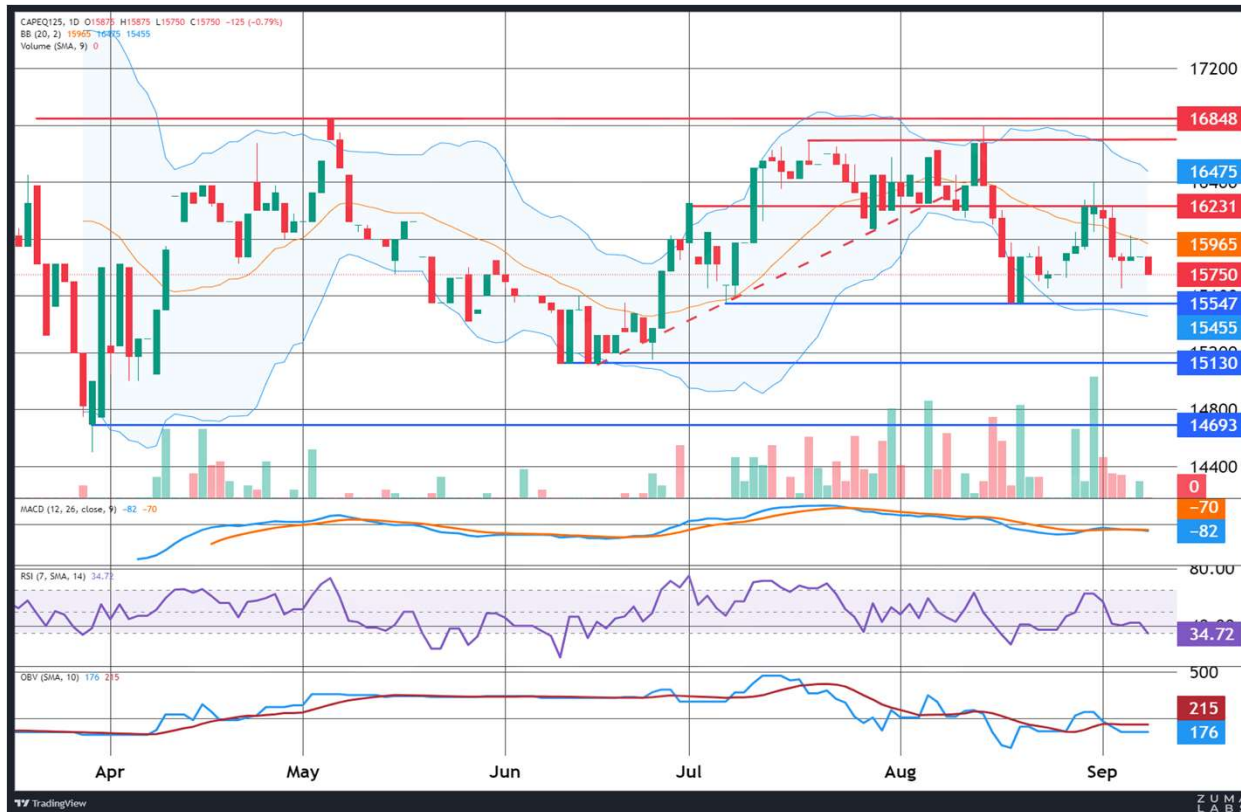 CAPEQ125, 1D O15875 H15875 L15750 C15750 −125 (−0.79%)
BB (20, 2) 15965 16475 15455
Volume (SMA, 9) 0
17200
16848
16475
16231
15965
15750
15547
15455
15130
14800
14693
14400
0
MACD (12, 26, close, 9) −82 −70
−70
−82
RSI (7, SMA, 14) 34.72
80.00
34.72
OBV (SMA, 10) 176 215
500
215
176
Apr May Jun Jul Aug Sep
TradingView